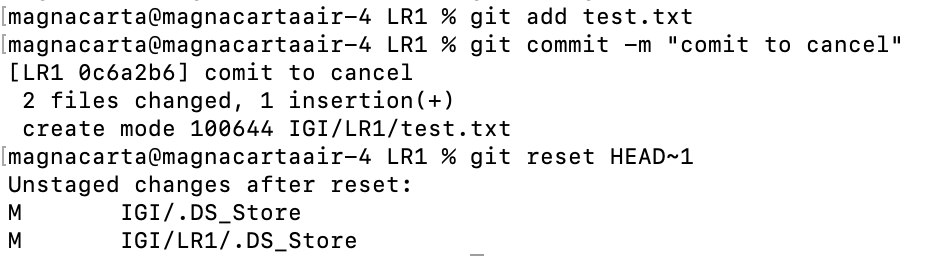 [magnacarta@magnacartaair-4 LR1 % git add test.txt
[magnacarta@magnacartaair-4 LR1 % git commit -m "comit to cancel"
[LR1 0c6a2b6] comit to cancel
 2 files changed, 1 insertion(+)
 create mode 100644 IGI/LR1/test.txt
[magnacarta@magnacartaair-4 LR1 % git reset HEAD~1
Unstaged changes after reset:
M       IGI/.DS_Store
M       IGI/LR1/.DS_Store